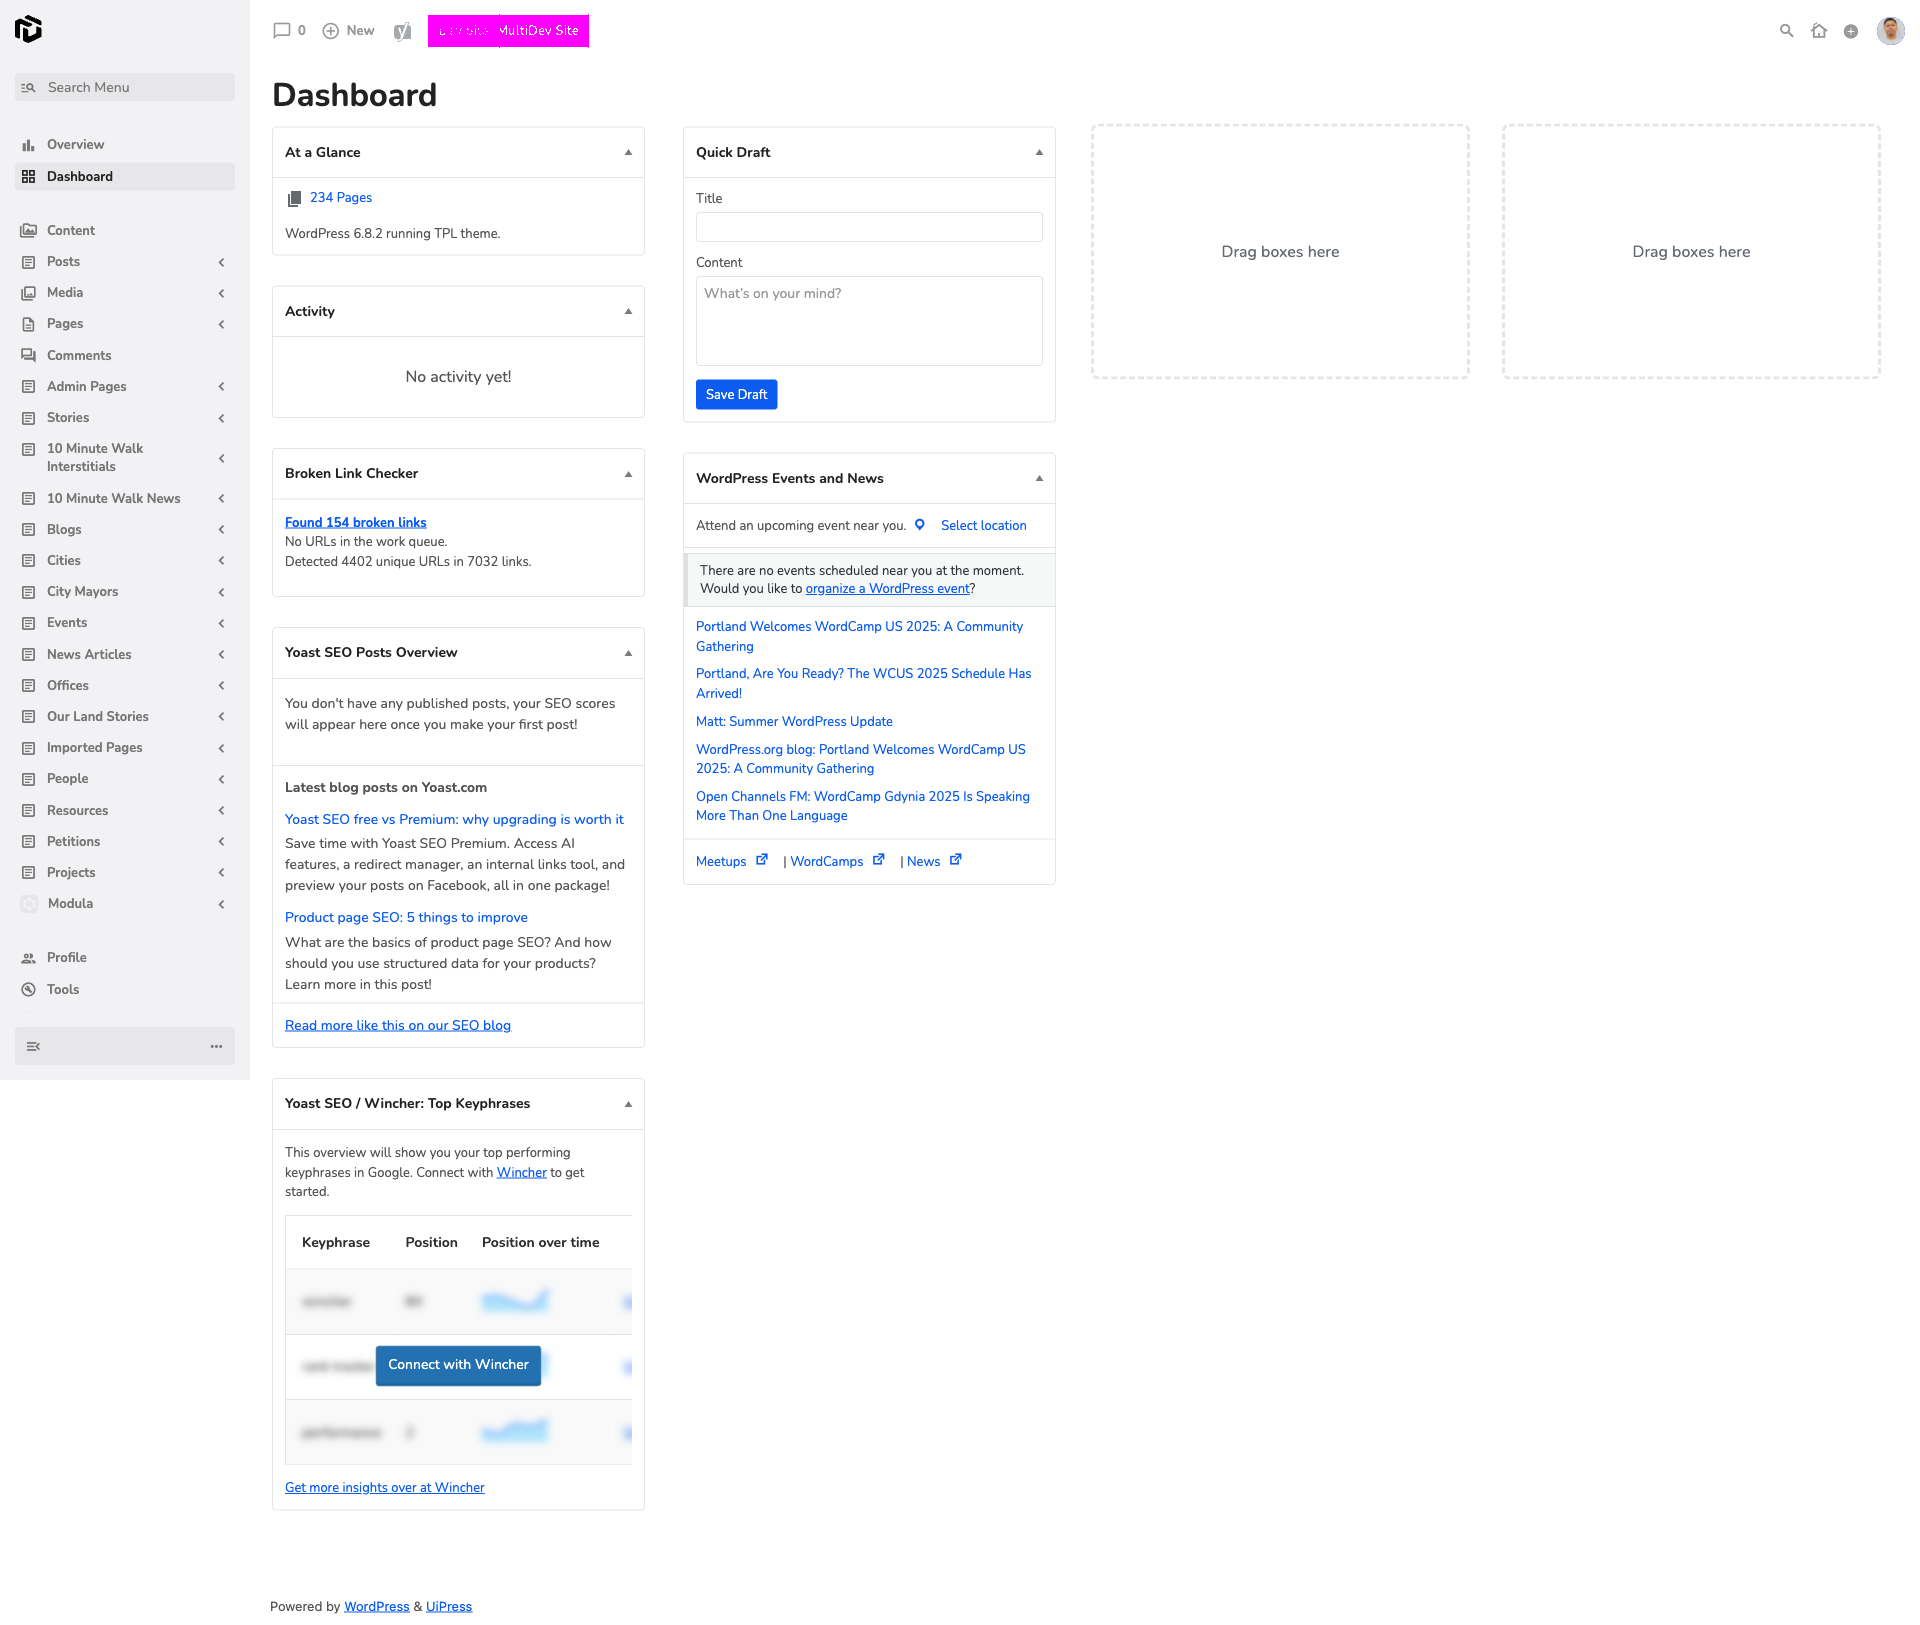 0
New
MultiDev Site
Search Menu
Overview
Dashboard
Content
Posts
Media
Pages
Comments
Admin Pages
Stories
10 Minute Walk
Interstitials
10 Minute Walk News
Blogs
Cities
City Mayors
Events
News Articles
Offices
Our Land Stories
Imported Pages
People
Resources
Petitions
Projects
Modula
Profile
Tools
Dashboard
At a Glance
234 Pages
WordPress 6.8.2 running TPL theme.
Activity
No activity yet!
Broken Link Checker
Found 154 broken links
No URLs in the work queue.
Detected 4402 unique URLs in 7032 links.
Yoast SEO Posts Overview
You don't have any published posts, your SEO scores
will appear here once you make your first post!
Latest blog posts on Yoast.com
Yoast SEO free vs Premium: why upgrading is worth it
Save time with Yoast SEO Premium. Access AI
features, a redirect manager, an internal links tool, and
preview your posts on Facebook, all in one package!
Product page SEO: 5 things to improve
What are the basics of product page SEO? And how
should you use structured data for your products?
Learn more in this post!
Read more like this on our SEO blog
Yoast SEO / Wincher: Top Keyphrases
This overview will show you your top performing
keyphrases in Google. Connect with Wincher to get
started.
Keyphrase Position Position over time
Connect with Wincher
Get more insights over at Wincher
Quick Draft
Title
Content
What's on your mind?
Save Draft
WordPress Events and News
Attend an upcoming event near you. Select location
There are no events scheduled near you at the moment.
Would you like to organize a WordPress event?
Portland Welcomes WordCamp US 2025: A Community
Gathering
Portland, Are You Ready? The WCUS 2025 Schedule Has
Arrived!
Matt: Summer WordPress Update
WordPress.org blog: Portland Welcomes WordCamp US
2025: A Community Gathering
Open Channels FM: WordCamp Gdynia 2025 Is Speaking
More Than One Language
Meetups | WordCamps | News
Drag boxes here
Drag boxes here
Powered by WordPress & UiPress